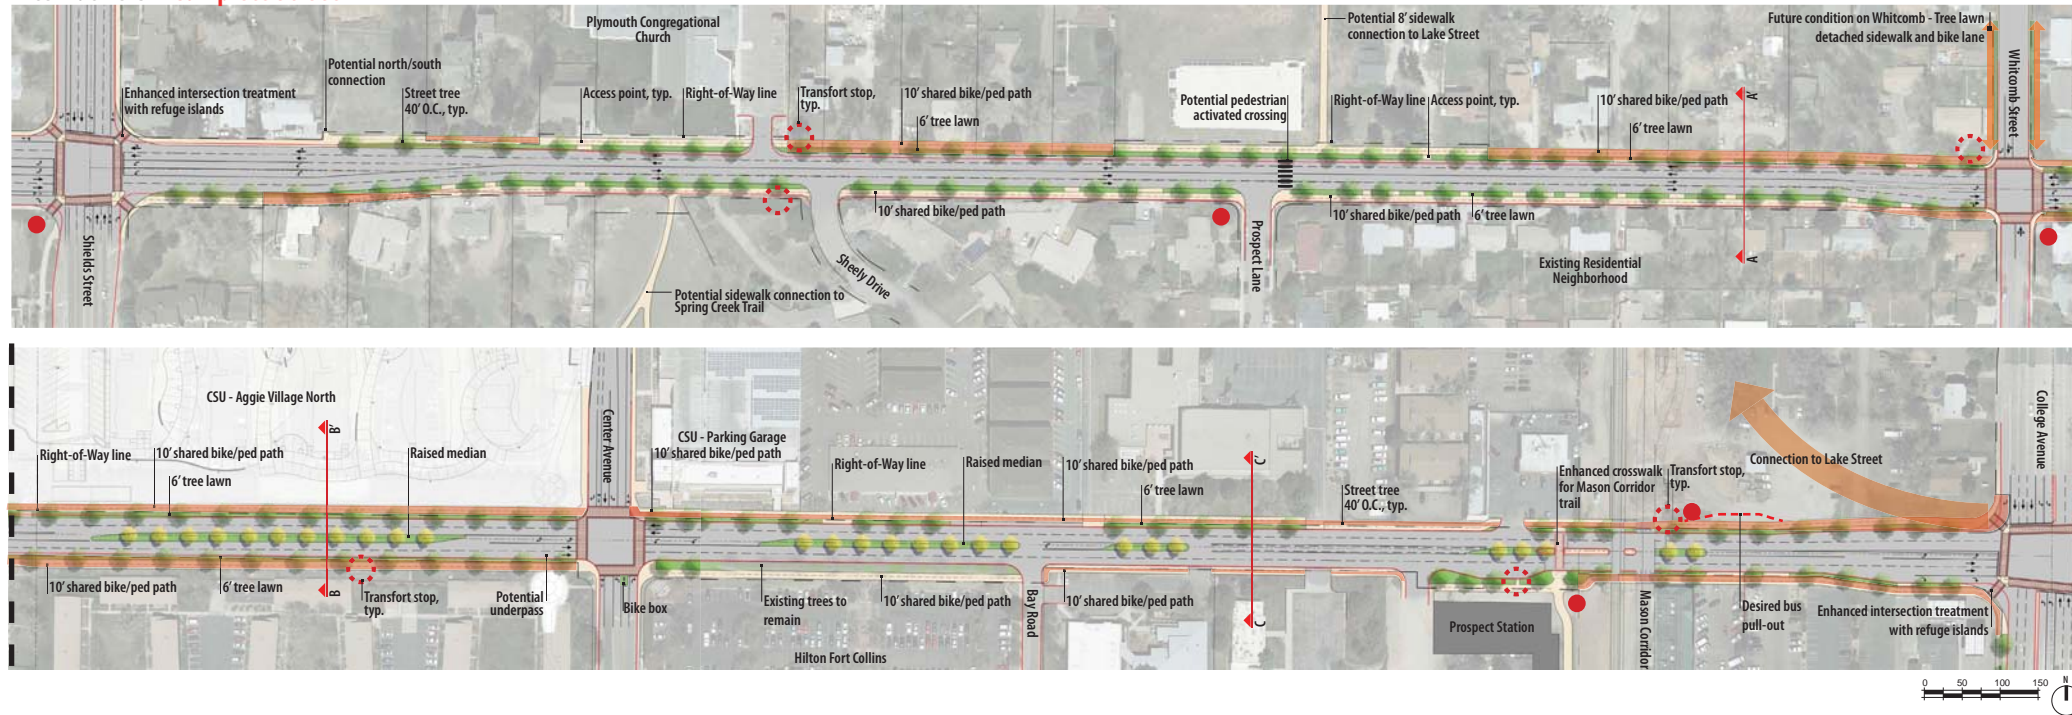 Plymouth Congregational
Church
Potential 8' sidewalk
connection to Lake Street
Future condition on Whitcomb - Tree lawn
detached sidewalk and bike lane
Potential north/south
connection
Enhanced intersection treatment
with refuge islands
Street tree
40' O.C., typ.
Access point, typ.
Right-of-Way line
Transfort stop,
typ.
10' shared bike/ped path
6' tree lawn
Potential pedestrian
activated crossing
Right-of-Way line
Access point, typ.
10' shared bike/ped path
6' tree lawn
A'
Whitcomb Street
10' shared bike/ped path
10' shared bike/ped path
6' tree lawn
Shields Street
Sheely Drive
Prospect Lane
Existing Residential
Neighborhood
A
Potential sidewalk connection to
Spring Creek Trail
CSU - Aggie Village North
B'
Center Avenue
CSU - Parking Garage
10' shared bike/ped path
College Avenue
Right-of-Way line
10' shared bike/ped path
6' tree lawn
Raised median
Right-of-Way line
Raised median
10' shared bike/ped path
6' tree lawn
C'
Street tree
40' O.C., typ.
Enhanced crosswalk
for Mason Corridor
trail
Transfort stop,
typ.
Connection to Lake Street
10' shared bike/ped path
6' tree lawn
B
Transfort stop,
typ.
Potential
underpass
Bike box
Existing trees to
remain
10' shared bike/ped path
Bay Road
10' shared bike/ped path
C
Hilton Fort Collins
Prospect Station
Mason Corridor
Desired bus
pull-out
Enhanced intersection treatment
with refuge islands
0 50 100 150
N